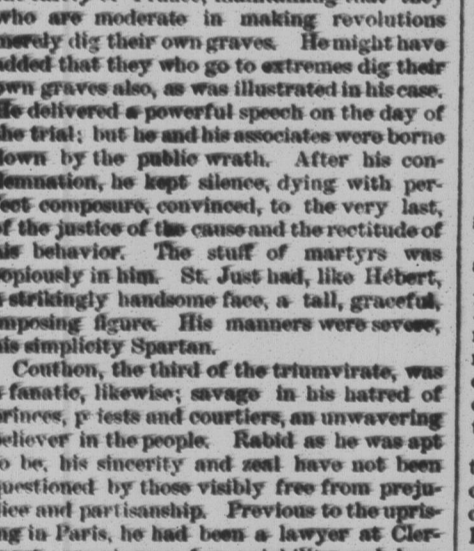 who are moderate in making revolutions
merely dig their own graves. He might have
added that they who go to extremes dig their
own graves also, as was illustrated in his case.
He delivered a powerful speech on the day of
he trial; but he and his associates were borne
down by the public wrath. After his con-
demnation, he kept silence, dying with per-
fect composure, convinced, to the very last,
of the justice of the cause and the rectitude of
his behavior. The stuff of martyrs was
opiously in him. St. Just had, like Hébert,
strikingly handsome face, a tall, graceful,
mposing figure. His manners were severe,
his simplicity Spartan.
Couthon, the third of the triumvirate, was
fanatic, likewise; savage in his hatred of
princes, p iests and courtiers, an unwavering
believer in the people. Rabid as he was apt
o be, his sincerity and zeal have not been
questioned by those visibly free from preju-
dice and partisanship. Previous to the upris-
ng in Paris, he had been a lawyer at Cler-